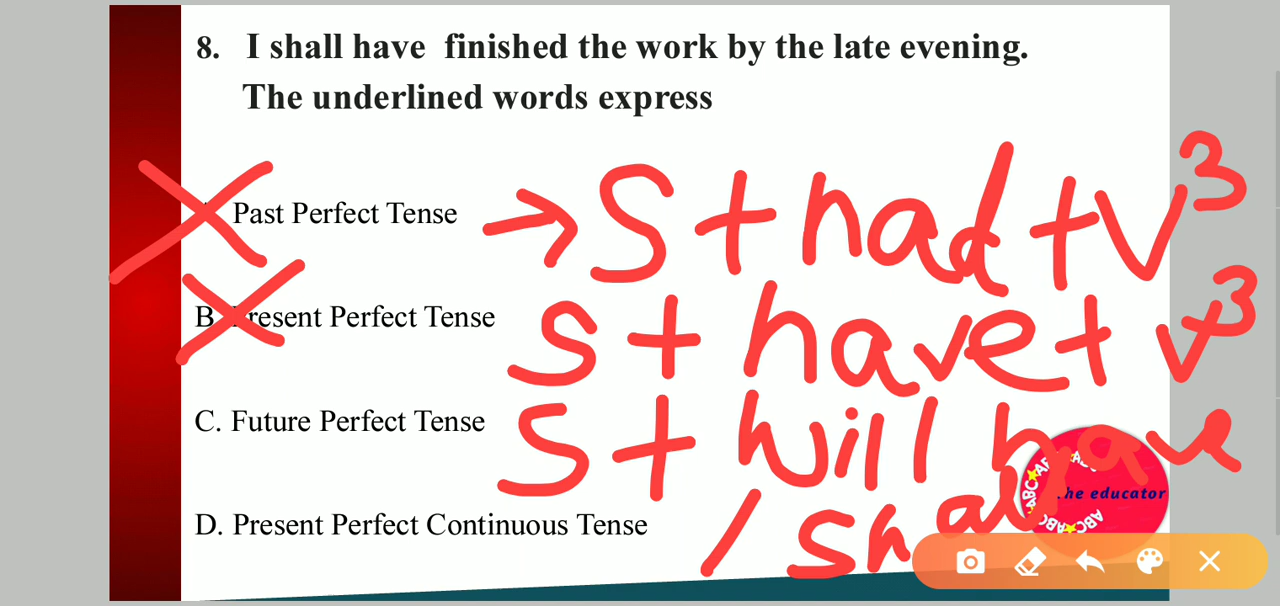 8. I shall have finished the work by the late evening.
The underlined words express
Past Perfect Tense → S + had + V3
B. Present Perfect Tense S + have + V3
C. Future Perfect Tense S + will have
/ shall
D. Present Perfect Continuous Tense
The educator